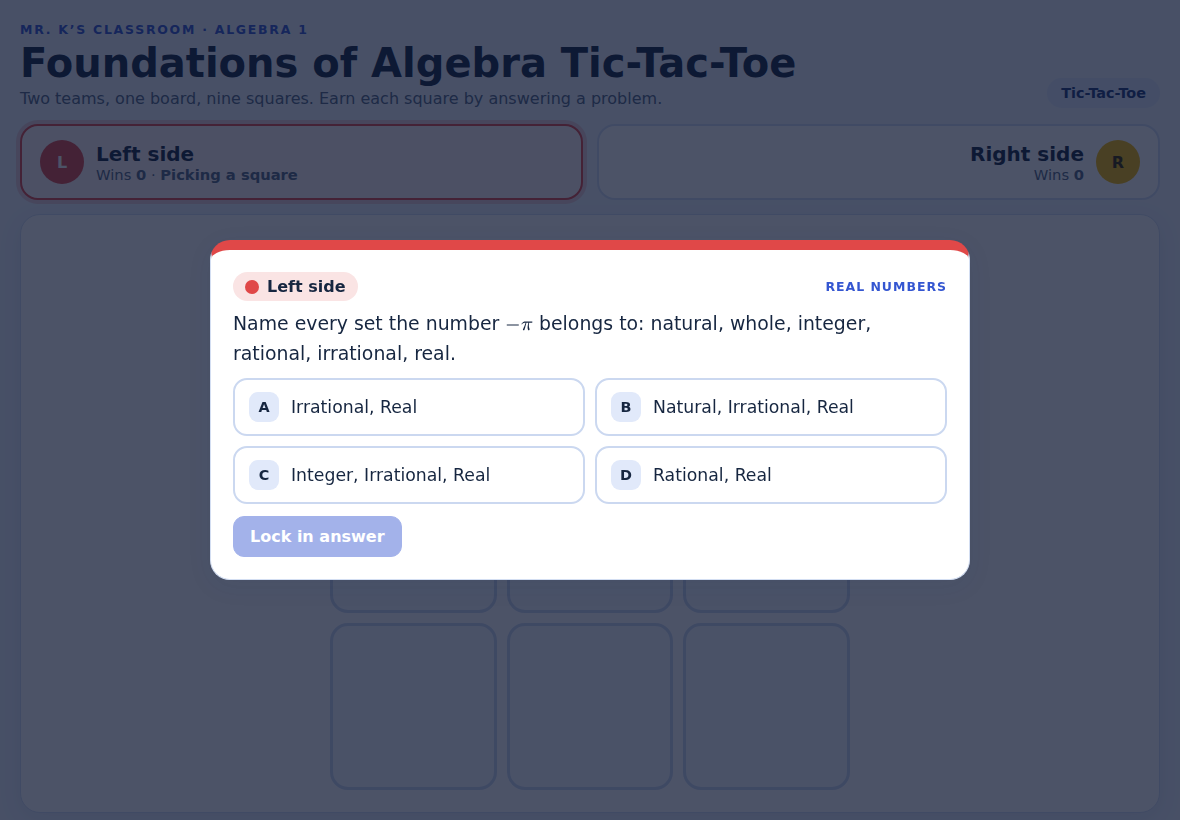 MR. K’S CLASSROOM · ALGEBRA 1
Foundations of Algebra Tic-Tac-Toe
Two teams, one board, nine squares. Earn each square by answering a problem.
Tic-Tac-Toe
L
Left side
Wins 0 · Picking a square
Right side
Wins 0
R
Left side
REAL NUMBERS
Name every set the number −π belongs to: natural, whole, integer,
rational, irrational, real.
A Irrational, Real
B Natural, Irrational, Real
C Integer, Irrational, Real
D Rational, Real
Lock in answer